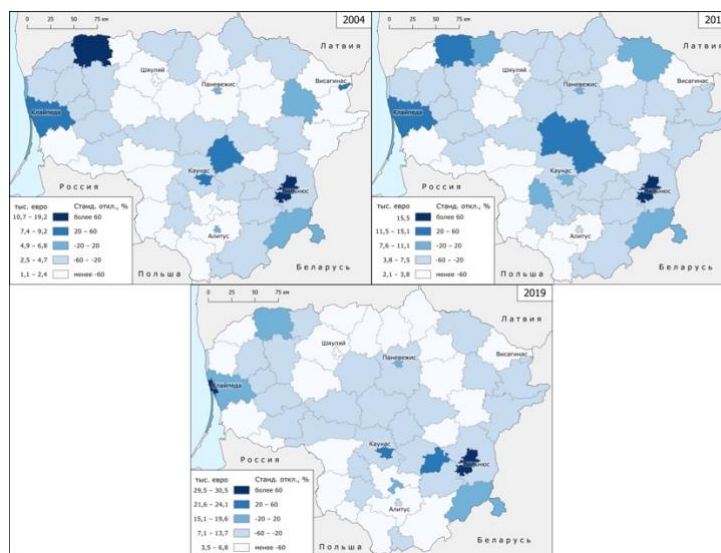 0 25 50 75 км
2004
Латвия
Шяуляй
Паневежис
Висагинас
Клайпеда
Каунас
Россия
Алитус
Беларусь
Польша
тыс. евро Станд. откл., %
10,7 – 19,2 более 60
7,4 – 9,2 20 – 60
4,9 – 6,8 -20 – 20
2,5 – 4,7 -60 – -20
1,1 – 2,4 менее -60
0 25 50 75 км
201
Латвия
Шяуляй
Паневежис
Висагинас
Клайпеда
Каунас
Россия
Алитус
Беларусь
Польша
тыс. евро Станд. откл., %
15,5 более 60
11,5 – 15,1 20 – 60
7,6 – 11,1 -20 – 20
3,8 – 7,5 -60 – -20
2,1 – 3,8 менее -60
0 25 50 75 км
2019
Латвия
Шяуляй
Паневежис
Висагинас
Клайпеда
Каунас
Россия
Алитус
Беларусь
Польша
тыс. евро Станд. откл., %
29,5 – 30,5 более 60
21,6 – 24,1 20 – 60
15,1 – 19,6 -20 – 20
7,1 – 13,7 -60 – -20
3,5 – 6,8 менее -60